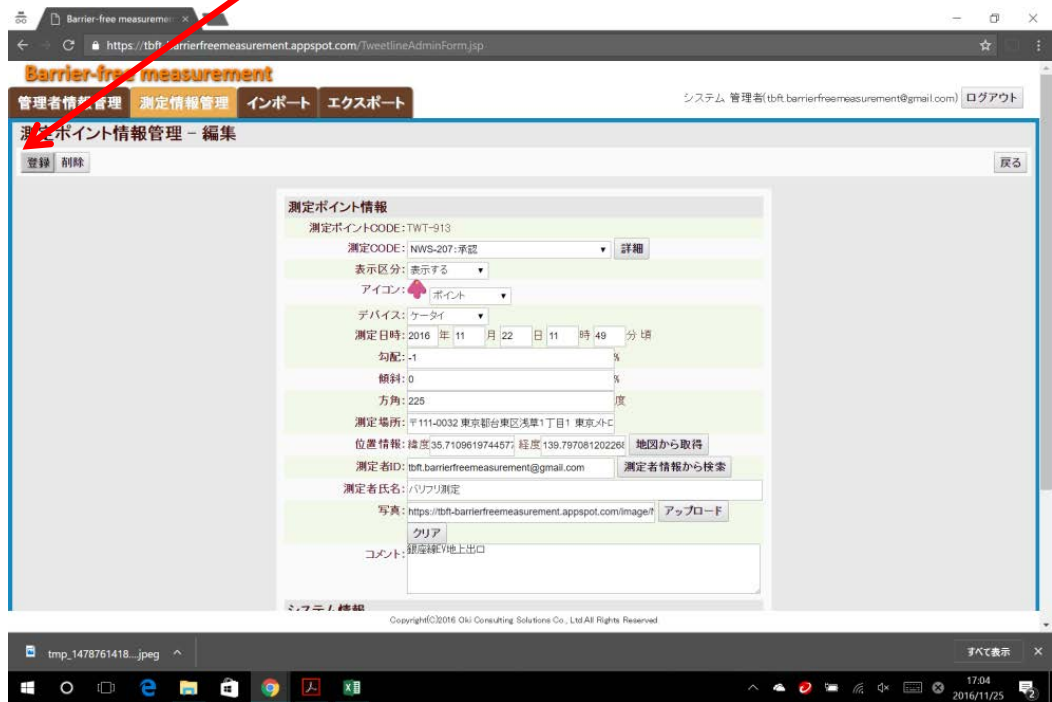 Barrier-free measuremen
https://tbft-barrierfreemeasurement.appspot.com/TweetlineAdminForm.jsp
Barrier-free measurement
管理者情報管理 測定情報管理 インポート エクスポート システム 管理者(tbft.barrierfreemeasurement@gmail.com) ログアウト
測定ポイント情報管理 - 編集
登録 削除 戻る
測定ポイント情報
測定ポイントCODE: TWT-913
測定CODE: NWS-207:承認 詳細
表示区分: 表示する
アイコン: ポイント
デバイス: ケータイ
測定日時: 2016 年 11 月 22 日 11 時 49 分 頃
勾配: -1 %
傾斜: 0 %
方角: 225 度
測定場所: 〒111-0032 東京都台東区浅草1丁目1 東京メトロ
位置情報: 緯度 35.710961974457 経度 139.79708120226 地図から取得
測定者ID: tbft.barrierfreemeasurement@gmail.com 測定者情報から検索
測定者氏名: バリフリ測定
写真: https://tbft-barrierfreemeasurement.appspot.com/image/ アップロード
クリア
コメント: 銀座線EV地上出口
システム情報
Copyright(C)2016 Oki Consulting Solutions Co., Ltd.All Rights Reserved.
tmp_1478761418....jpeg すべて表示
17:04
2016/11/25
2